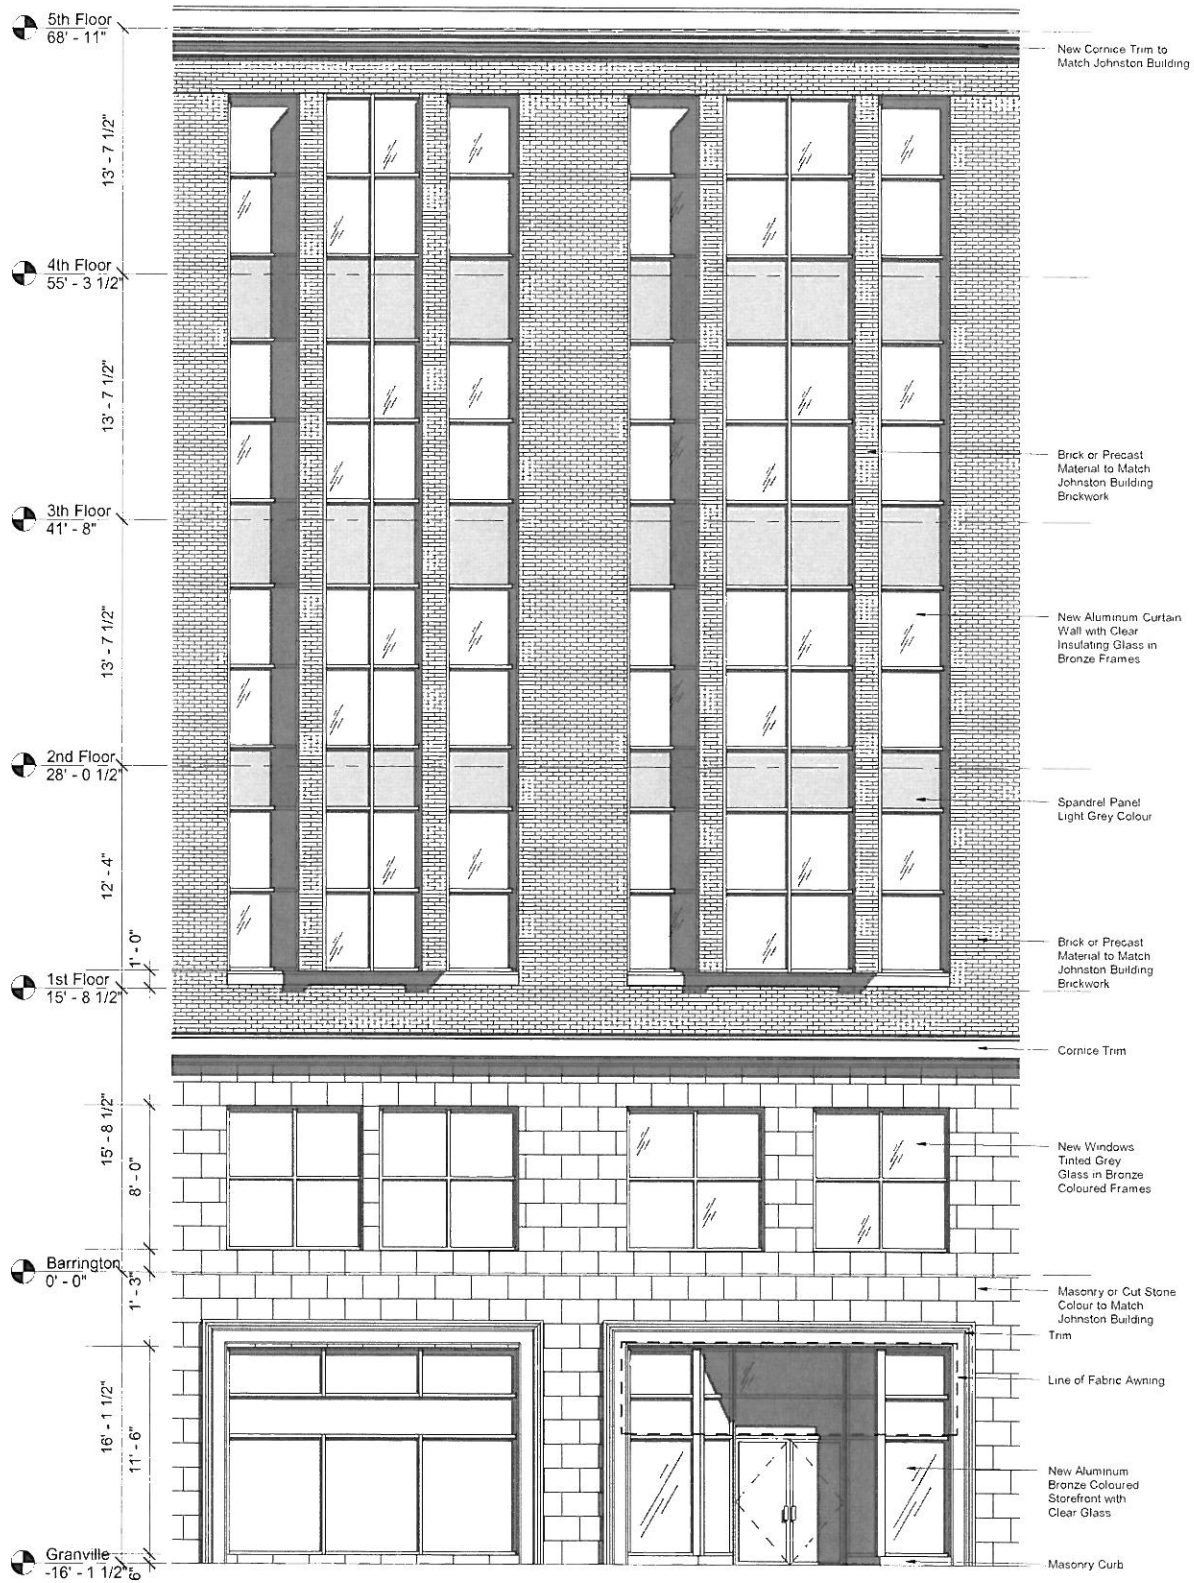 5th Floor
68' - 11"
New Cornice Trim to
Match Johnston Building
13' - 7 1/2"
4th Floor
55' - 3 1/2"
13' - 7 1/2"
Brick or Precast
Material to Match
Johnston Building
Brickwork
3th Floor
41' - 8"
13' - 7 1/2"
New Aluminum Curtain
Wall with Clear
Insulating Glass in
Bronze Frames
2nd Floor
28' - 0 1/2"
Spandrel Panel
Light Grey Colour
12' - 4"
1' - 0"
Brick or Precast
Material to Match
Johnston Building
Brickwork
1st Floor
15' - 8 1/2"
Cornice Trim
15' - 8 1/2"
8' - 0"
New Windows
Tinted Grey
Glass in Bronze
Coloured Frames
Barrington
0' - 0"
1' - 3"
Masonry or Cut Stone
Colour to Match
Johnston Building
Trim
Line of Fabric Awning
16' - 1 1/2"
11' - 6"
New Aluminum
Bronze Coloured
Storefront with
Clear Glass
Granville
-16' - 1 1/2"
6"
Masonry Curb